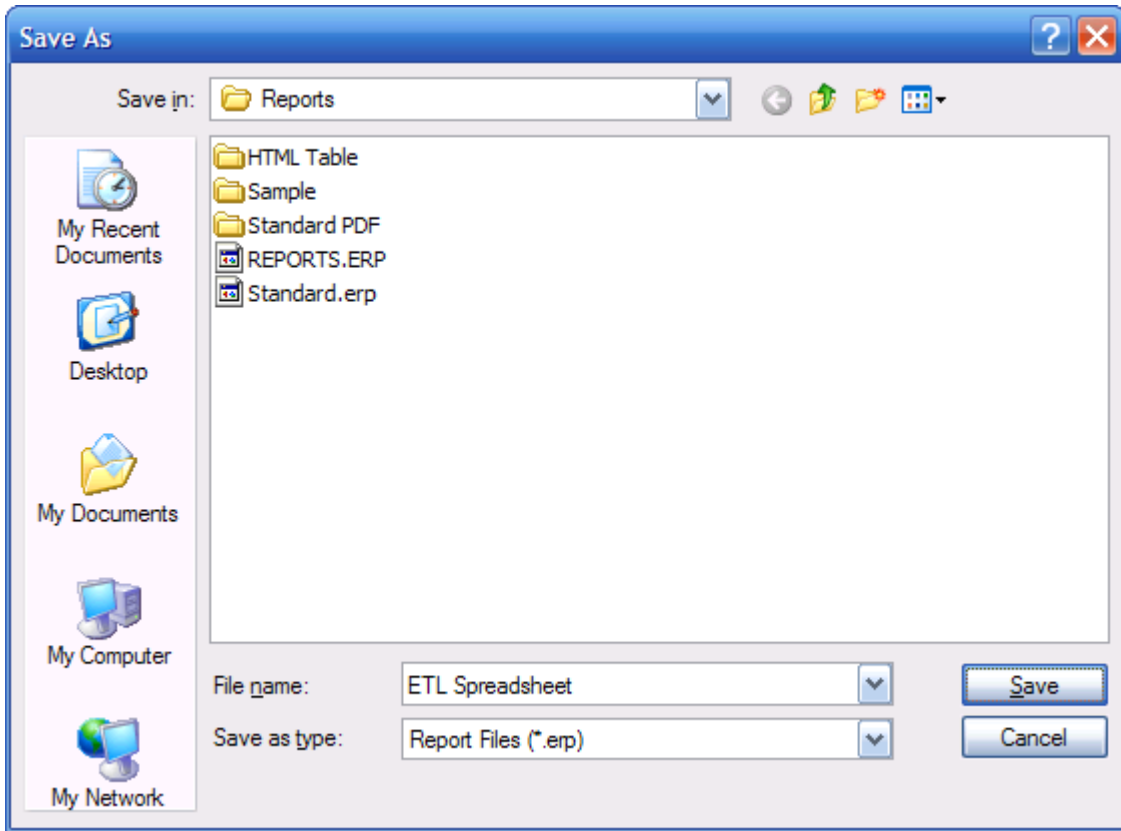 Save As
Save in: Reports
My Recent
Documents
Desktop
My Documents
My Computer
My Network
HTML Table
Sample
Standard PDF
REPORTS.ERP
Standard.erp
File name: ETL Spreadsheet Save
Save as type: Report Files (*.erp) Cancel